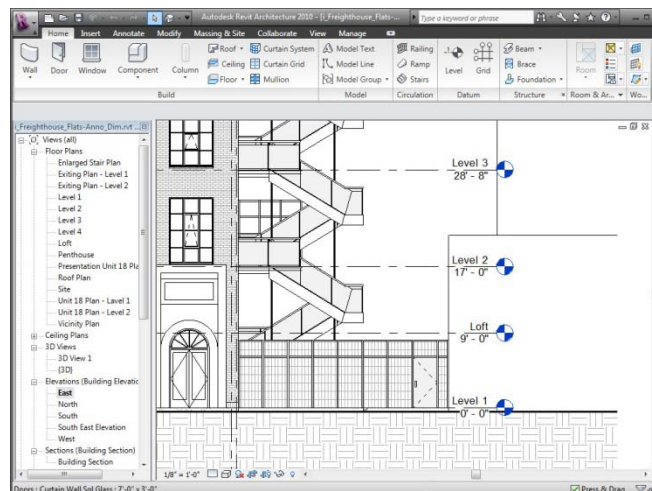 Autodesk Revit Architecture 2010 - [i_Freighthouse_Flats-...
Type a keyword or phrase
Home Insert Annotate Modify Massing & Site Collaborate View Manage
Wall Door Window Component Column
Roof Curtain System
Ceiling Curtain Grid
Floor Mullion
Model Text
Model Line
Model Group
Railing
Ramp
Stairs
Level Grid
Beam
Brace
Foundation
Room
Build Model Circulation Datum Structure Room & Ar... Wo...
i_Freighthouse_Flats-Anno_Dim.rvt ...
Views (all)
Floor Plans
Enlarged Stair Plan
Exiting Plan - Level 1
Exiting Plan - Level 2
Level 1
Level 2
Level 3
Level 4
Loft
Penthouse
Presentation Unit 18 Pla
Roof Plan
Site
Unit 18 Plan - Level 1
Unit 18 Plan - Level 2
Vicinity Plan
Ceiling Plans
3D Views
3D View 1
{3D}
Elevations (Building Elevatic
East
North
South
South East Elevation
West
Sections (Building Section)
Building Section
Level 3
28' - 8"
Level 2
17' - 0"
Loft
9' - 0"
Level 1
0' - 0"
1/8" = 1'-0"
Doors : Curtain Wall Sgl Glass : 7'-0" x 3'-0"
Press & Drag